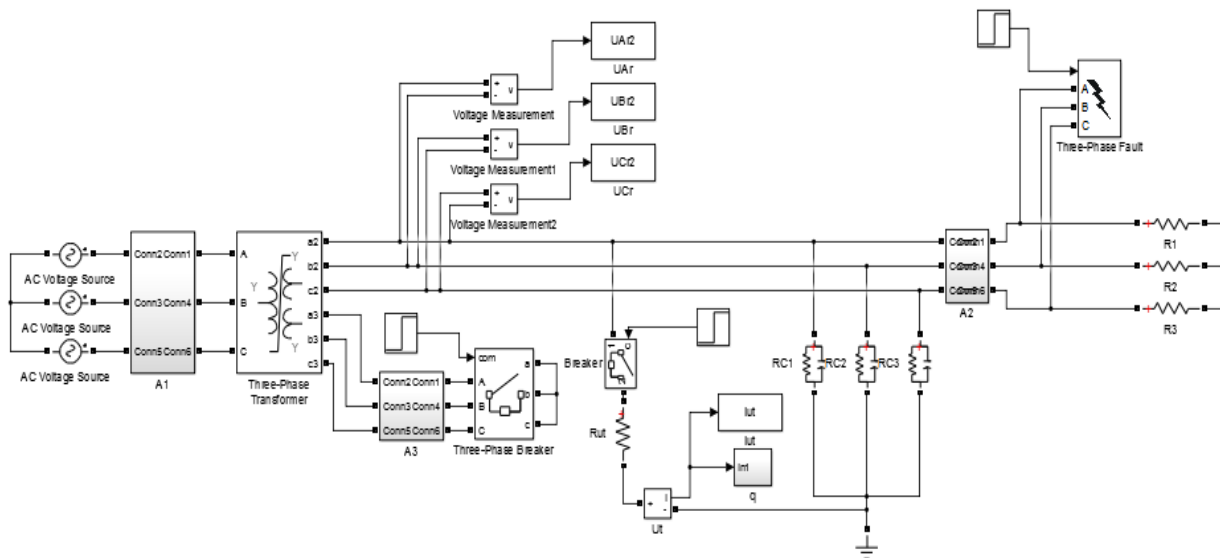 UAr2
UAr
+
-
v
Voltage Measurement
UBr2
UBr
+
-
v
Voltage Measurement1
UCr2
UCr
+
-
v
Voltage Measurement2
A
B
C
Three-Phase Fault
AC Voltage Source
AC Voltage Source
AC Voltage Source
Conn2 Conn1
Conn3 Conn4
Conn5 Conn6
A1
A
B
C
Y
Y
Y
a2
b2
c2
a3
b3
c3
Three-Phase
Transformer
Conn2 Conn1
Conn3 Conn4
Conn5 Conn6
A3
com
A
B
C
a
b
c
Three-Phase Breaker
Breaker
c
1
2
Rut
+
i
-
Ut
Iut
Iut
In1
q
RC1
RC2
RC3
A2
R1
R2
R3